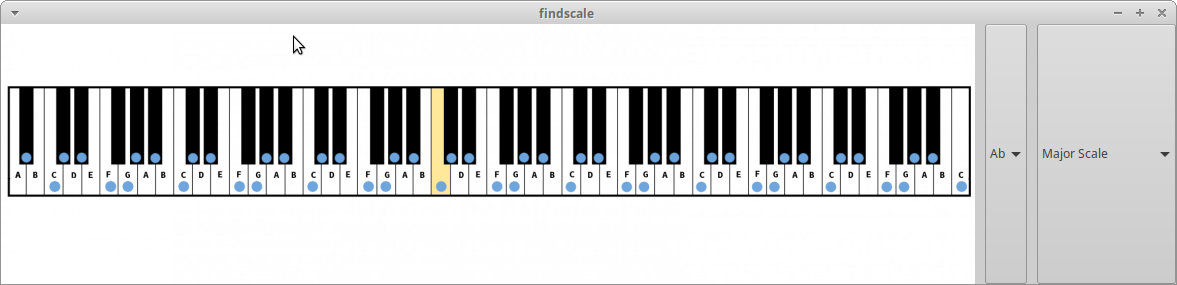 findscale
A B C D E F G A B C D E F G A B C D E F G A B D E F G A B C D E F G A B C D E F G A B C D E F G A B C
Ab
Major Scale